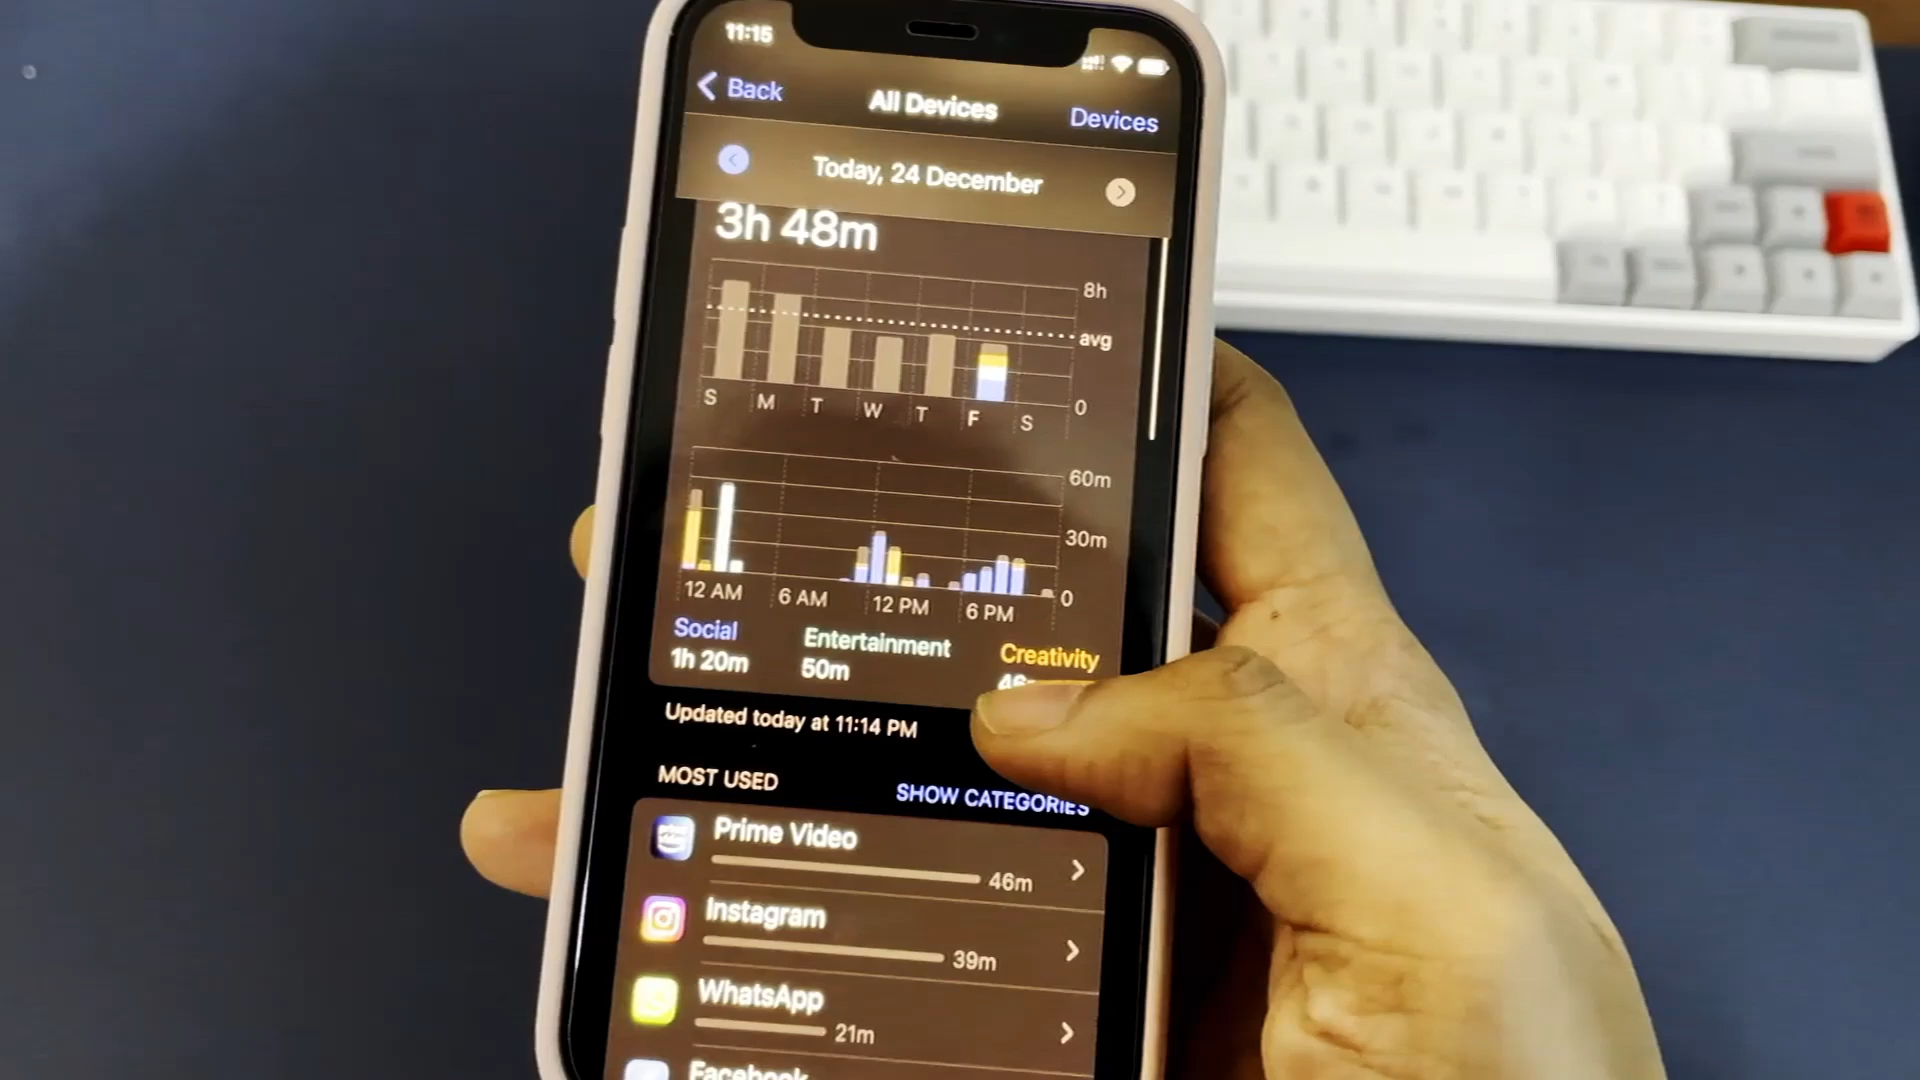 11:15
Back
All Devices
Devices
Today, 24 December
3h 48m
8h
avg
0
S M T W T F S
60m
30m
0
12 AM 6 AM 12 PM 6 PM
Social Entertainment Creativity
1h 20m 50m
Updated today at 11:14 PM
MOST USED SHOW CATEGORIES
Prime Video
46m
Instagram
39m
WhatsApp
21m
Facebook